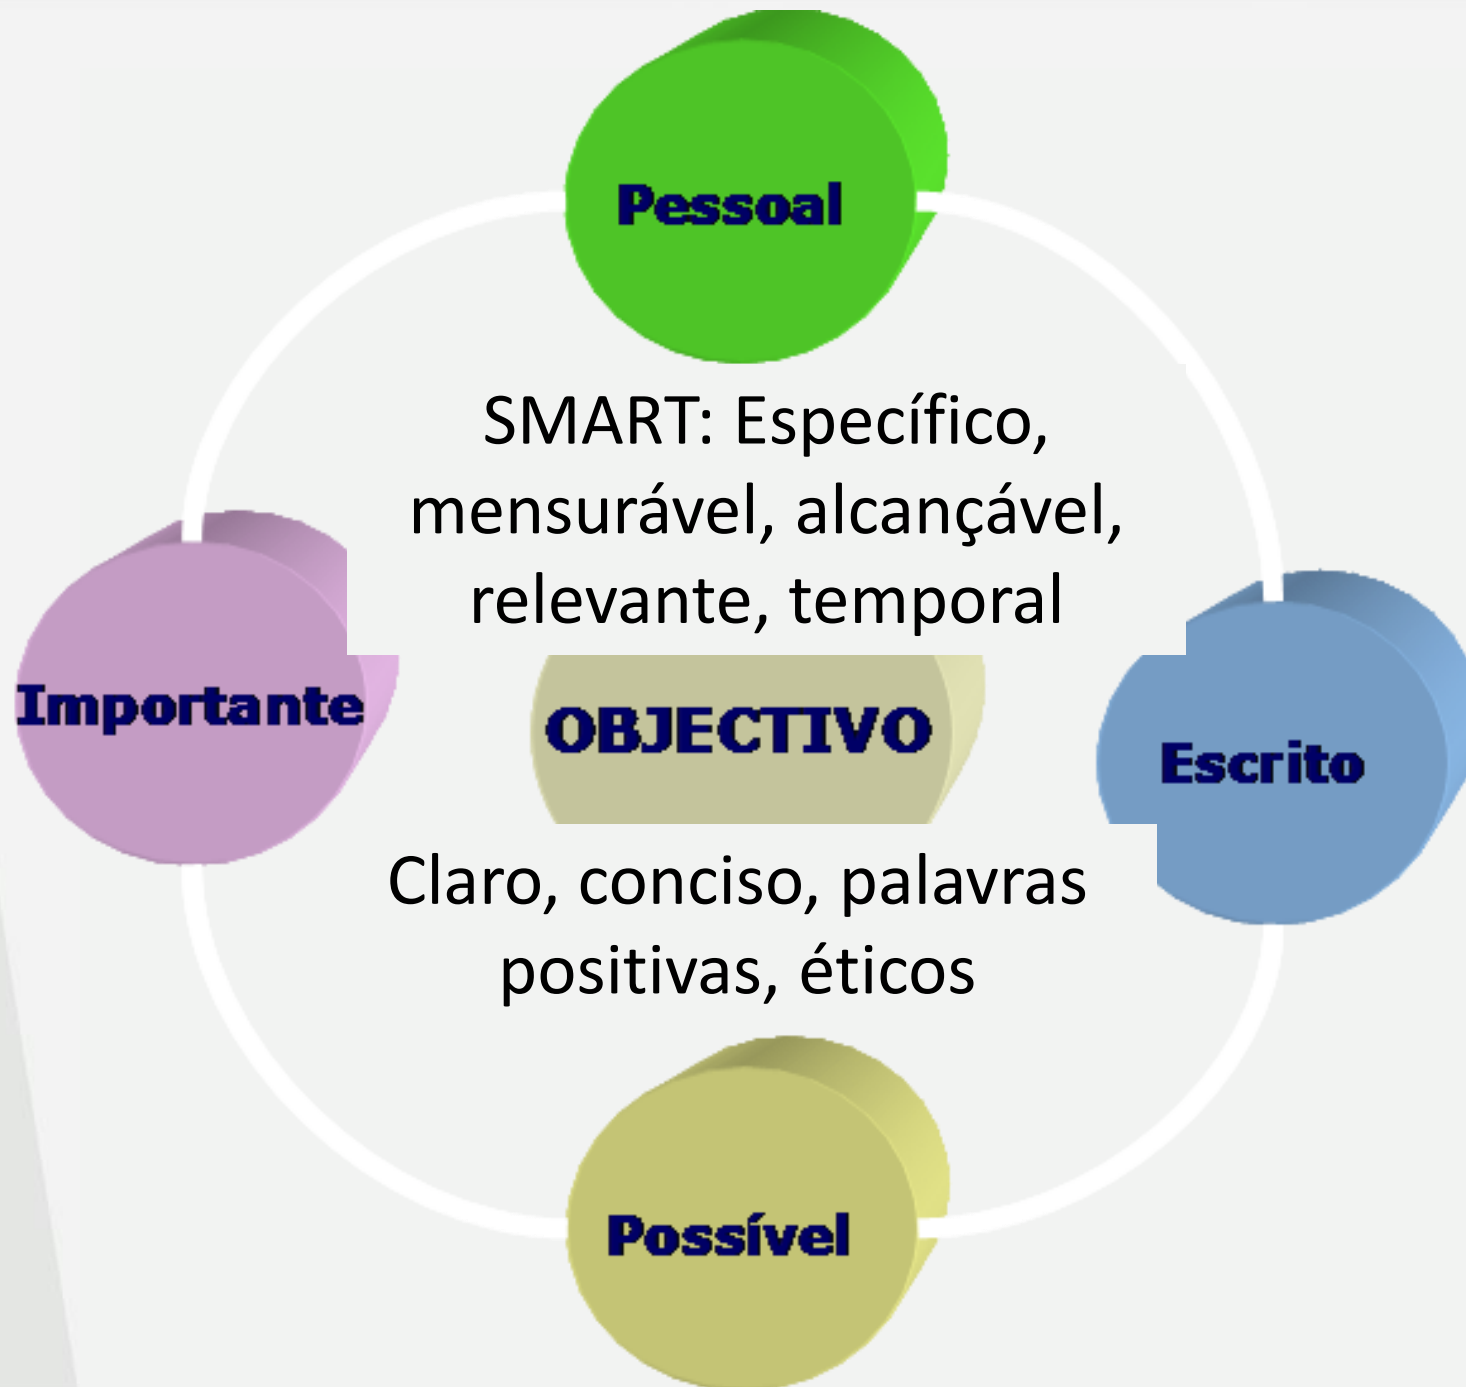 Pessoal
SMART: Específico,
mensurável, alcançável,
relevante, temporal
Importante
OBJECTIVO
Escrito
Claro, conciso, palavras
positivas, éticos
Possível